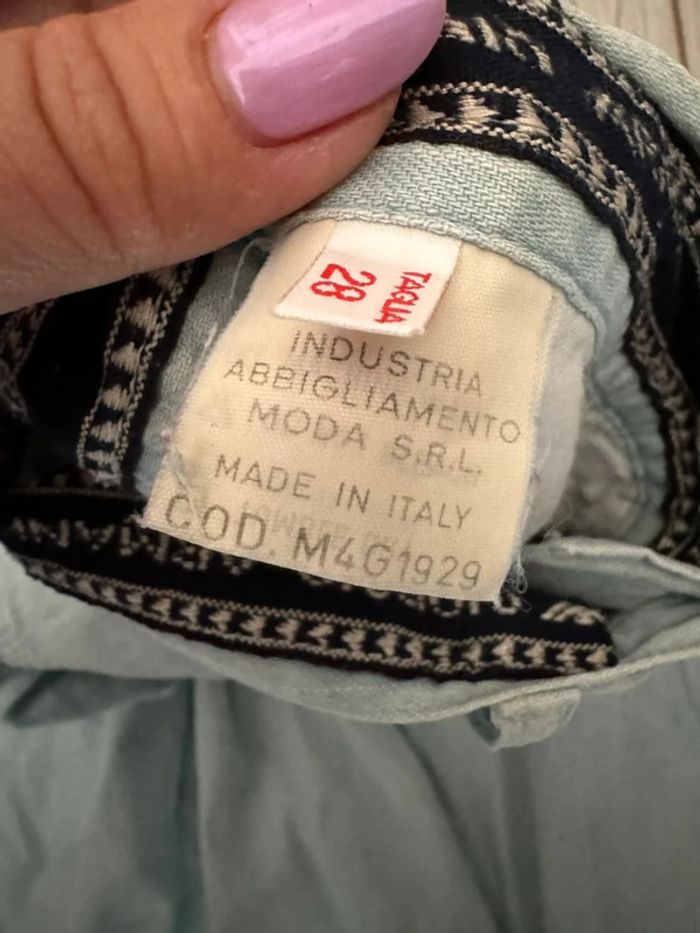 TAGLIA
28
INDUSTRIA
ABBIGLIAMENTO
MODA S.R.L.
MADE IN ITALY
COD. M4G1929